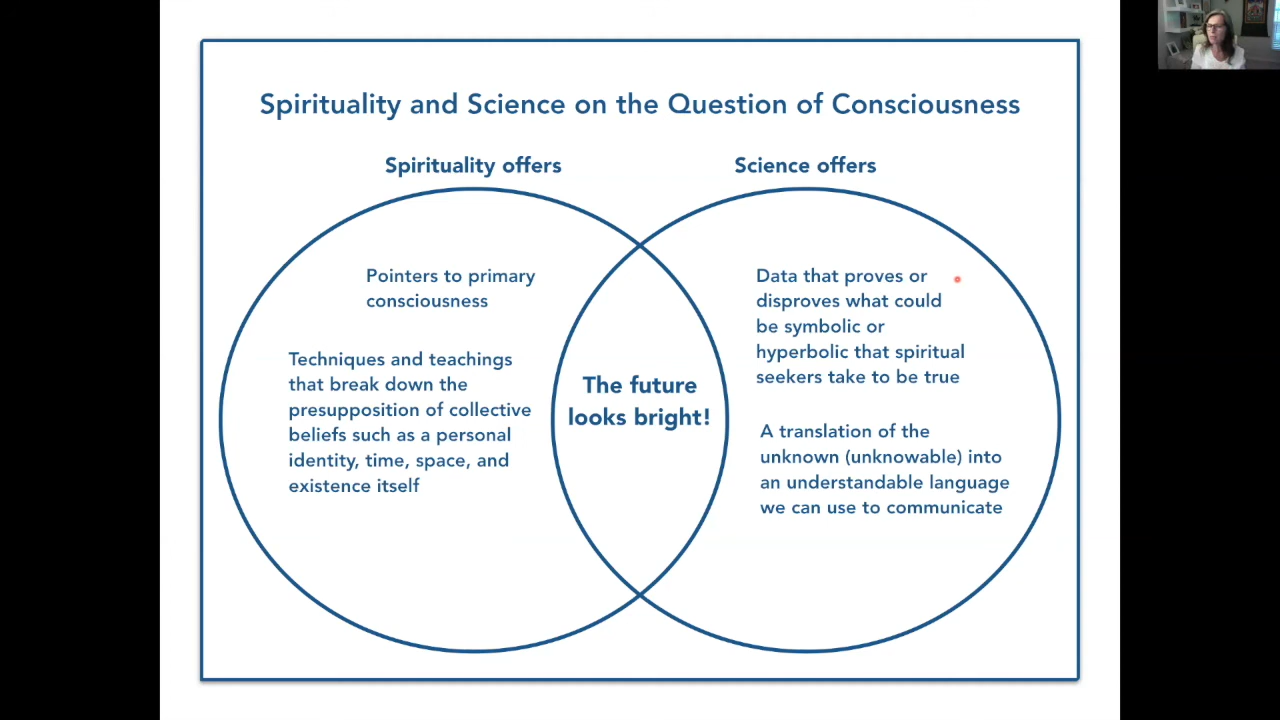 Spirituality and Science on the Question of Consciousness
Spirituality offers
Science offers
Pointers to primary
consciousness
Techniques and teachings
that break down the
presupposition of collective
beliefs such as a personal
identity, time, space, and
existence itself
The future
looks bright!
Data that proves or
disproves what could
be symbolic or
hyperbolic that spiritual
seekers take to be true
A translation of the
unknown (unknowable) into
an understandable language
we can use to communicate